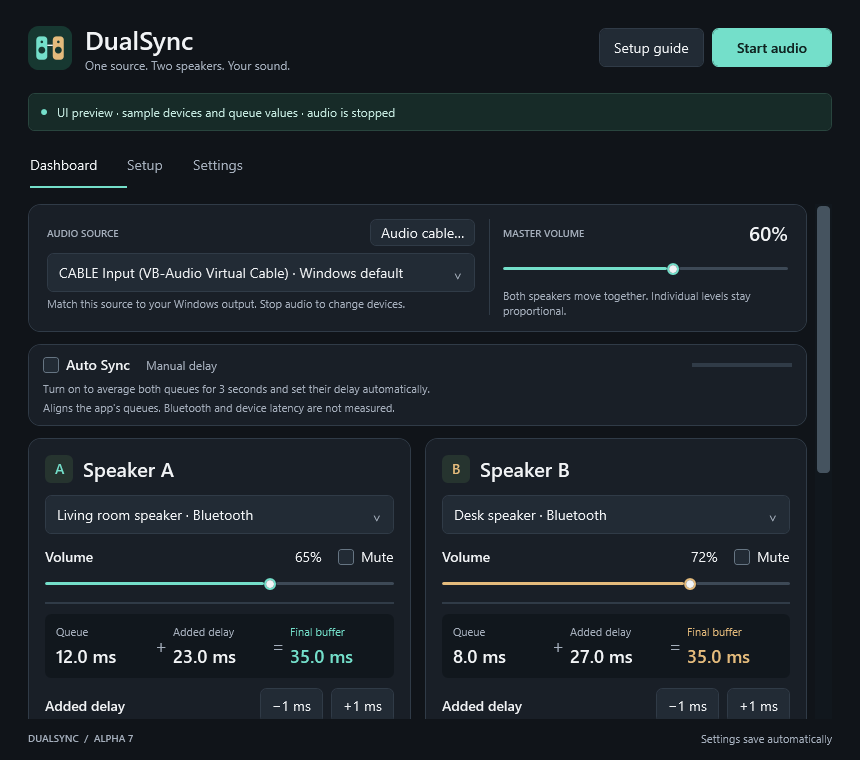 DualSync
One source. Two speakers. Your sound.
Setup guide
Start audio
UI preview · sample devices and queue values · audio is stopped
Dashboard
Setup
Settings
AUDIO SOURCE
Audio cable...
CABLE Input (VB-Audio Virtual Cable) · Windows default
Match this source to your Windows output. Stop audio to change devices.
MASTER VOLUME
60%
Both speakers move together. Individual levels stay
proportional.
Auto Sync
Manual delay
Turn on to average both queues for 3 seconds and set their delay automatically.
Aligns the app's queues. Bluetooth and device latency are not measured.
A
Speaker A
Living room speaker · Bluetooth
Volume
65%
Mute
Queue
Added delay
Final buffer
12.0 ms + 23.0 ms = 35.0 ms
Added delay
−1 ms
+1 ms
B
Speaker B
Desk speaker · Bluetooth
Volume
72%
Mute
Queue
Added delay
Final buffer
8.0 ms + 27.0 ms = 35.0 ms
Added delay
−1 ms
+1 ms
DUALSYNC / ALPHA 7
Settings save automatically